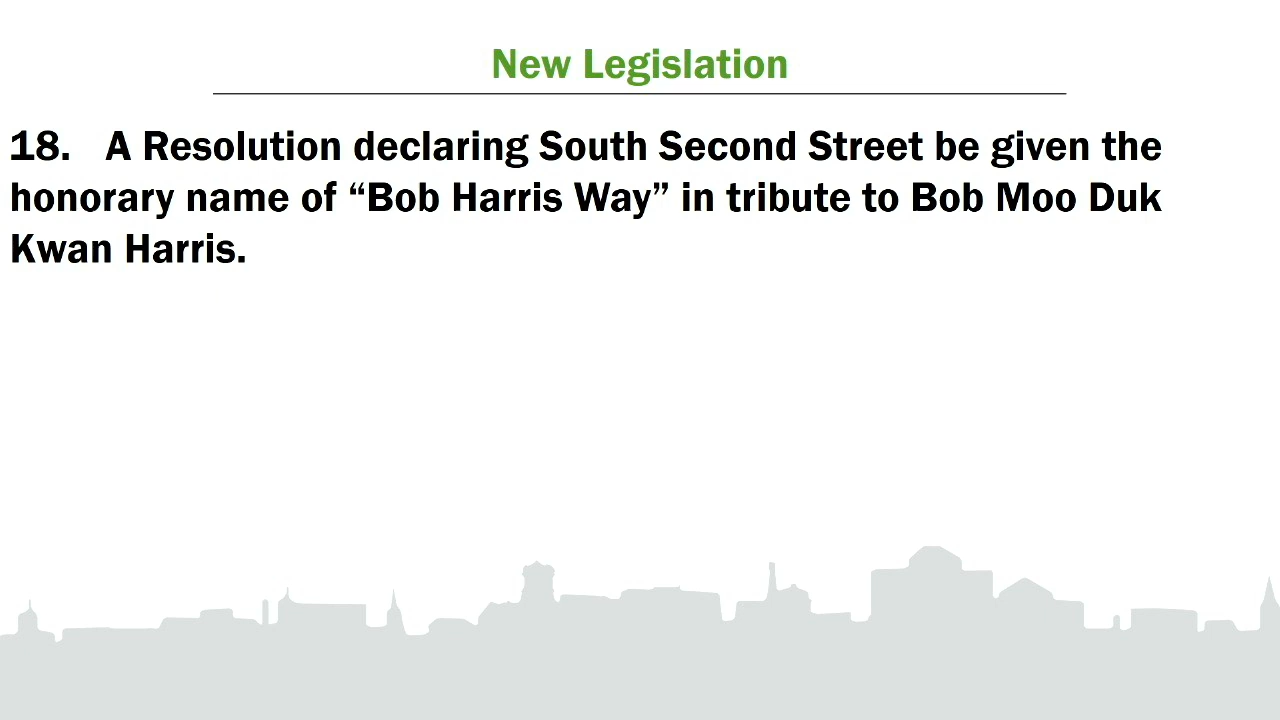 New Legislation
18. A Resolution declaring South Second Street be given the
honorary name of “Bob Harris Way” in tribute to Bob Moo Duk
Kwan Harris.